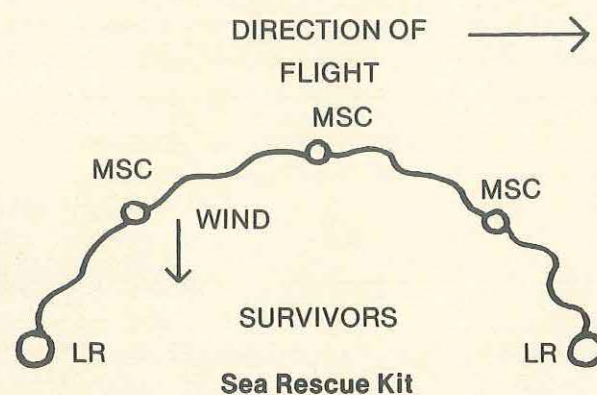 DIRECTION OF
FLIGHT
MSC
MSC
MSC
WIND
SURVIVORS
LR
LR
Sea Rescue Kit